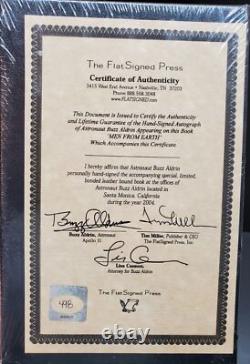 The FlatSigned Press
3415 West End Avenue • Nashville, TN 37203
Phone 888.568.3048
www.FLATSIGNED.com
Certificate of Authenticity
This Document is Issued to Certify the Authenticity
and Lifetime Guarantee of the Hand-Signed Autograph
of Astronaut Buzz Aldrin Appearing on this Book
'MEN FROM EARTH'
Which Accompanies this Certificate
I hereby affirm that Astronaut Buzz Aldrin
personally hand-signed the accompanying special, limited,
bonded leather bound book at the offices of
Astronaut Buzz Aldrin located in
Santa Monica, California
during the year 2004.
Buzz Aldrin, Astronaut
Apollo 11
Tim Miller, Publisher & CEO
The FlatSigned Press, Inc.
Attorney for Buzz Aldrin
498
The FlatSigned Press